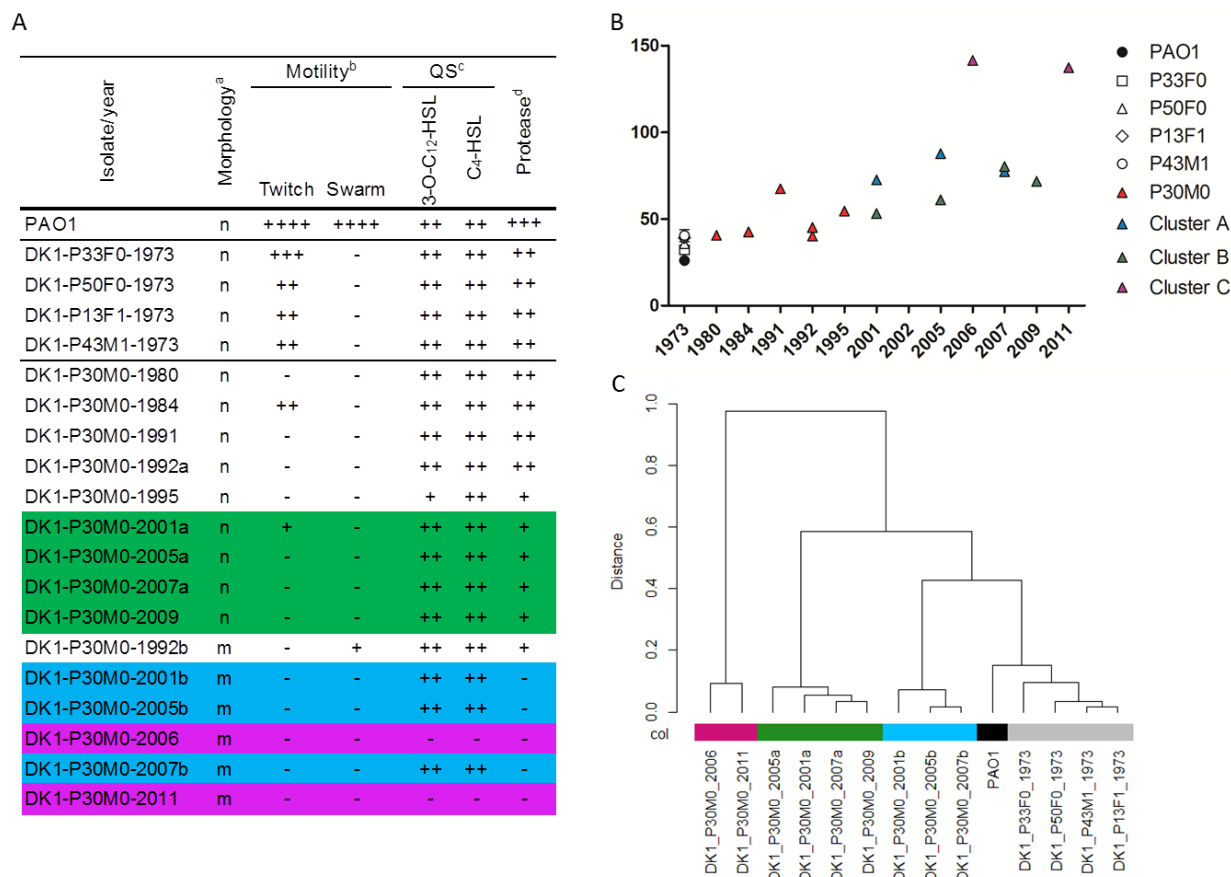 A
Isolate/year Morphologyᵃ Motilityᵇ QSᶜ Proteaseᵈ
Twitch Swarm 3-O-C₁₂-HSL C₄-HSL
PAO1 n ++++ ++++ ++ ++ +++
DK1-P33F0-1973 n +++ - ++ ++ ++
DK1-P50F0-1973 n ++ - ++ ++ ++
DK1-P13F1-1973 n ++ - ++ ++ ++
DK1-P43M1-1973 n ++ - ++ ++ ++
DK1-P30M0-1980 n - - ++ ++ ++
DK1-P30M0-1984 n ++ - ++ ++ ++
DK1-P30M0-1991 n - - ++ ++ ++
DK1-P30M0-1992a n - - ++ ++ ++
DK1-P30M0-1995 n - - + ++ +
DK1-P30M0-2001a n + - ++ ++ +
DK1-P30M0-2005a n - - ++ ++ +
DK1-P30M0-2007a n - - ++ ++ +
DK1-P30M0-2009 n - - ++ ++ +
DK1-P30M0-1992b m - + ++ ++ +
DK1-P30M0-2001b m - - ++ ++ -
DK1-P30M0-2005b m - - ++ ++ -
DK1-P30M0-2006 m - - - - -
DK1-P30M0-2007b m - - ++ ++ -
DK1-P30M0-2011 m - - - - -
B
150
100
50
0
1973 1980 1984 1991 1992 1995 2001 2002 2005 2006 2007 2009 2011
PAO1
P33F0
P50F0
P13F1
P43M1
P30M0
Cluster A
Cluster B
Cluster C
C
Distance
1.0
0.8
0.6
0.4
0.2
0.0
col
DK1_P30M0_2006
DK1_P30M0_2011
DK1_P30M0_2005a
DK1_P30M0_2001a
DK1_P30M0_2007a
DK1_P30M0_2009
DK1_P30M0_2001b
DK1_P30M0_2005b
DK1_P30M0_2007b
PAO1
DK1_P33F0_1973
DK1_P50F0_1973
DK1_P43M1_1973
DK1_P13F1_1973